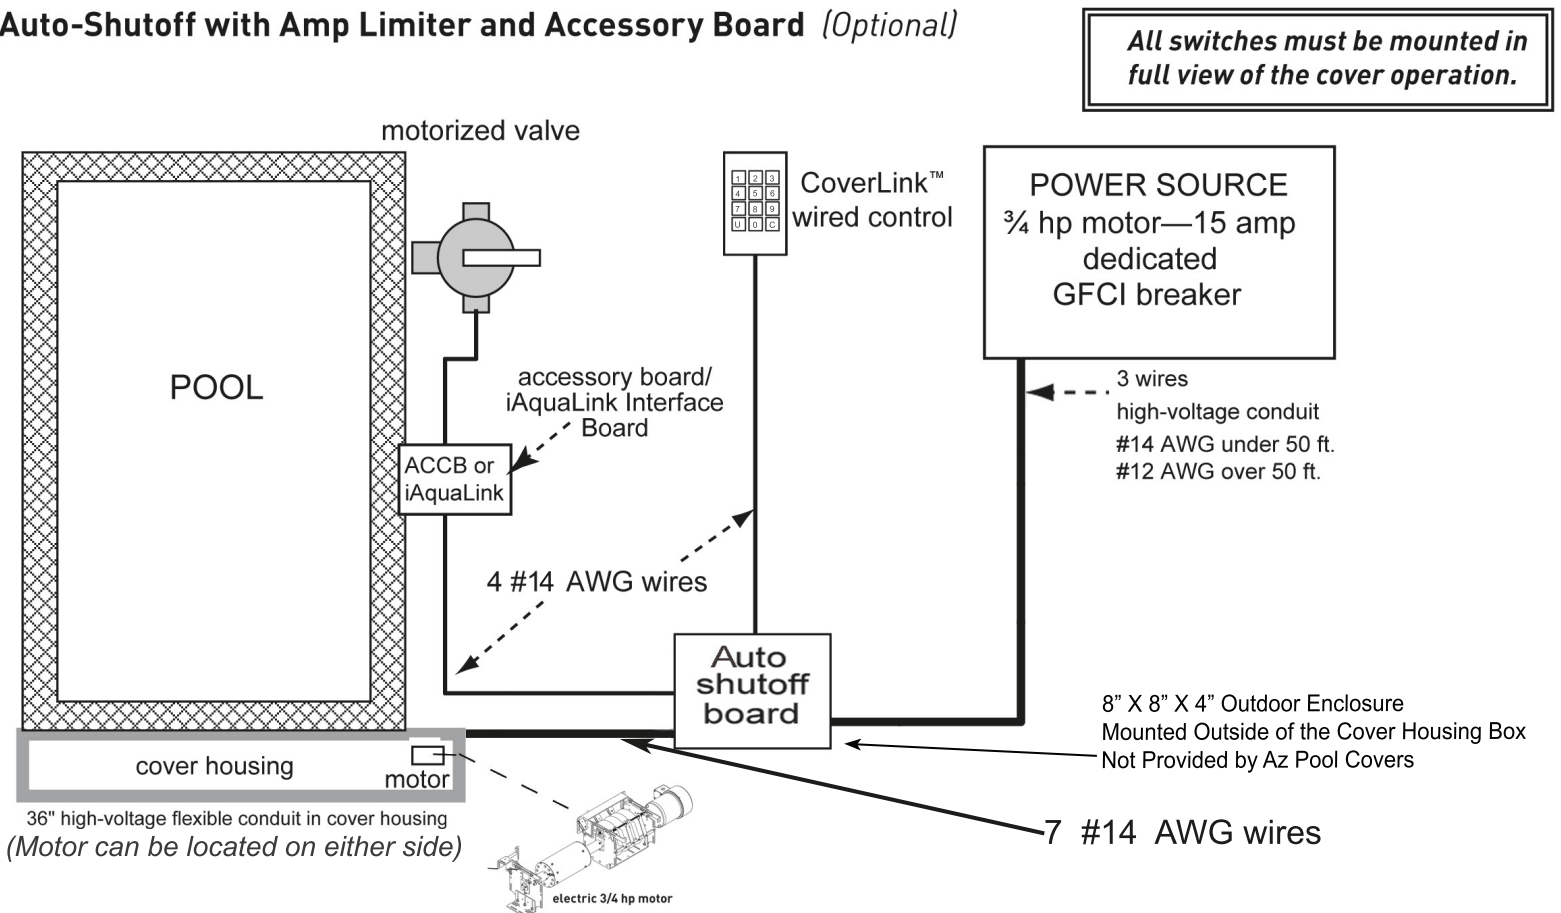 Auto-Shutoff with Amp Limiter and Accessory Board (Optional)
All switches must be mounted in
full view of the cover operation.
motorized valve
1 2 3
4 5 6
7 8 9
U 0 C
CoverLink™
wired control
POWER SOURCE
¾ hp motor—15 amp
dedicated
GFCI breaker
POOL
accessory board/
iAquaLink Interface
Board
3 wires
high-voltage conduit
#14 AWG under 50 ft.
#12 AWG over 50 ft.
ACCB or
iAquaLink
4 #14 AWG wires
Auto
shutoff
board
8” X 8” X 4” Outdoor Enclosure
Mounted Outside of the Cover Housing Box
Not Provided by Az Pool Covers
cover housing
motor
36" high-voltage flexible conduit in cover housing
(Motor can be located on either side)
7 #14 AWG wires
electric 3/4 hp motor